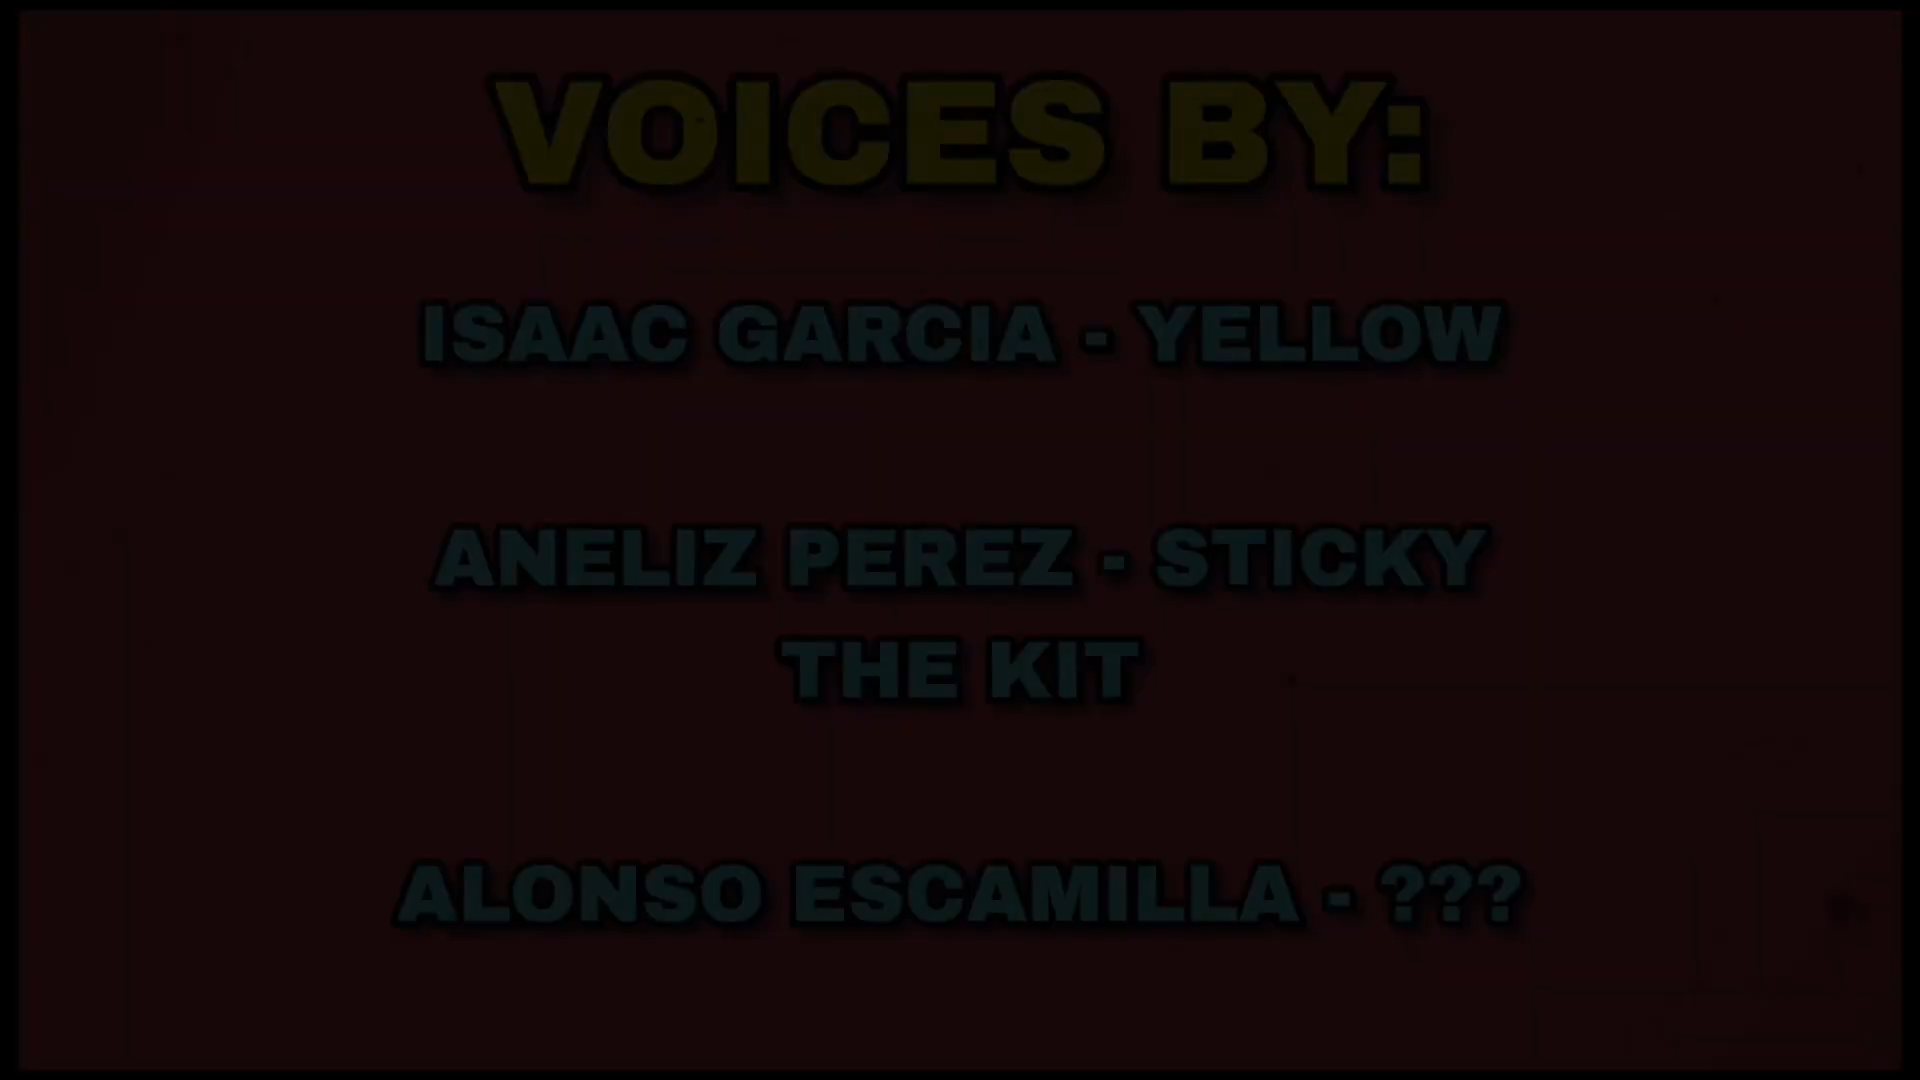 VOICES BY:
ISAAC GARCIA - YELLOW
ANELIZ PEREZ - STICKY
THE KIT
ALONSO ESCAMILLA - ???